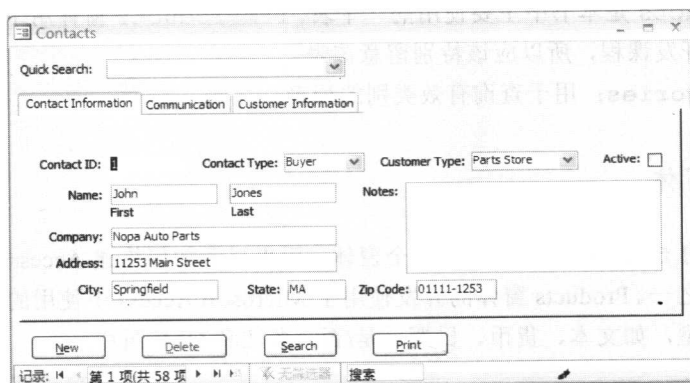 Contacts
Quick Search:
Contact Information Communication Customer Information
Contact ID: 1 Contact Type: Buyer Customer Type: Parts Store Active:
Name: John Jones Notes:
First Last
Company: Nopa Auto Parts
Address: 11253 Main Street
City: Springfield State: MA Zip Code: 01111-1253
New Delete Search Print
记录: 第 1 项(共 58 项 无筛选器 搜索